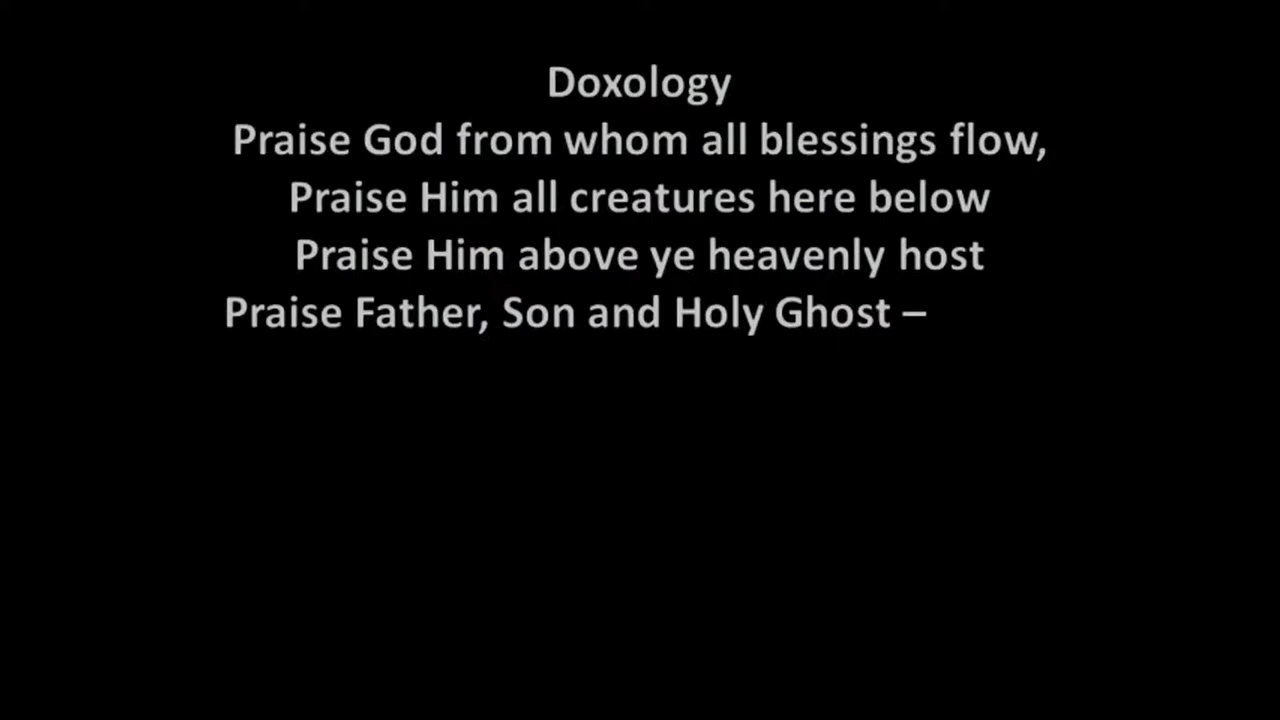 Doxology
Praise God from whom all blessings flow,
Praise Him all creatures here below
Praise Him above ye heavenly host
Praise Father, Son and Holy Ghost –